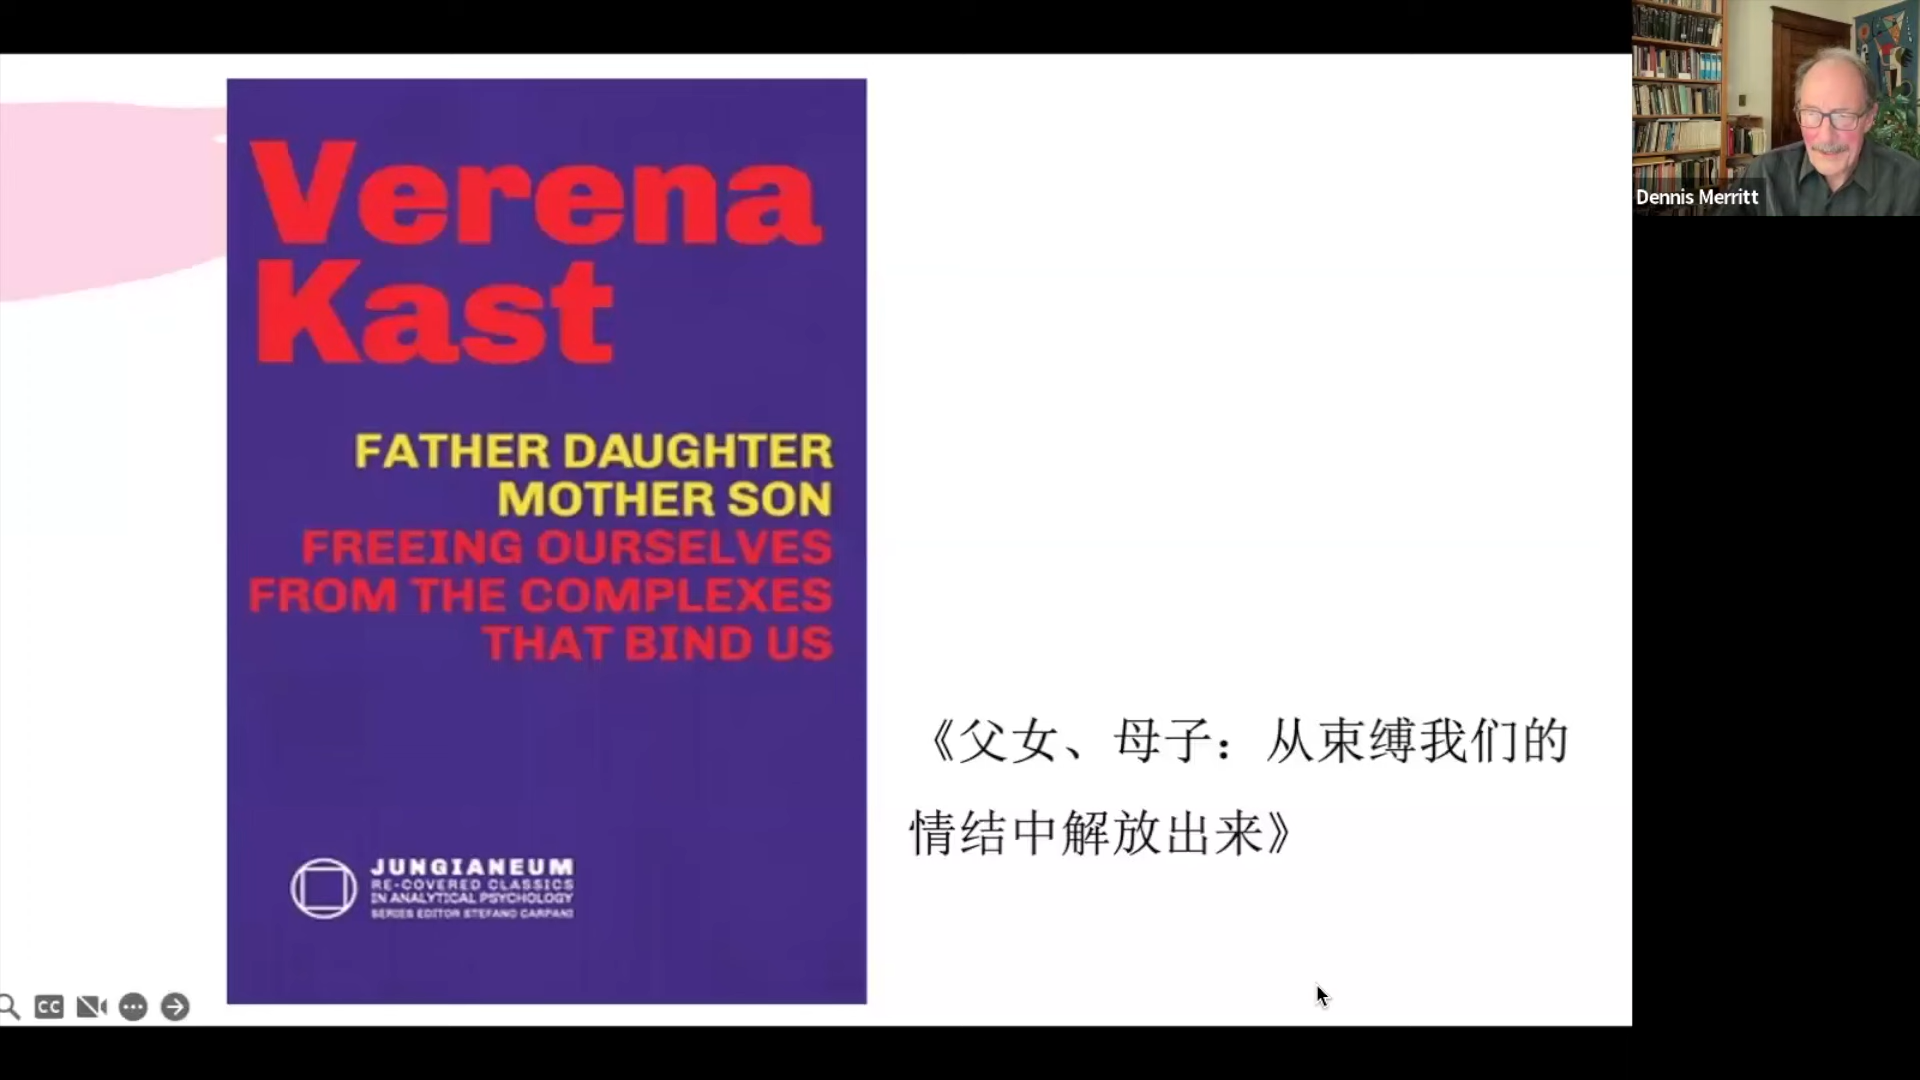 Verena
Kast
FATHER DAUGHTER
MOTHER SON
FREEING OURSELVES
FROM THE COMPLEXES
THAT BIND US
JUNGIANEUM
RE-COVERED CLASSICS
IN ANALYTICAL PSYCHOLOGY
SERIES EDITOR STEFANO CARPANI
《父女、母子：从束缚我们的
情结中解放出来》
Dennis Merritt
CC